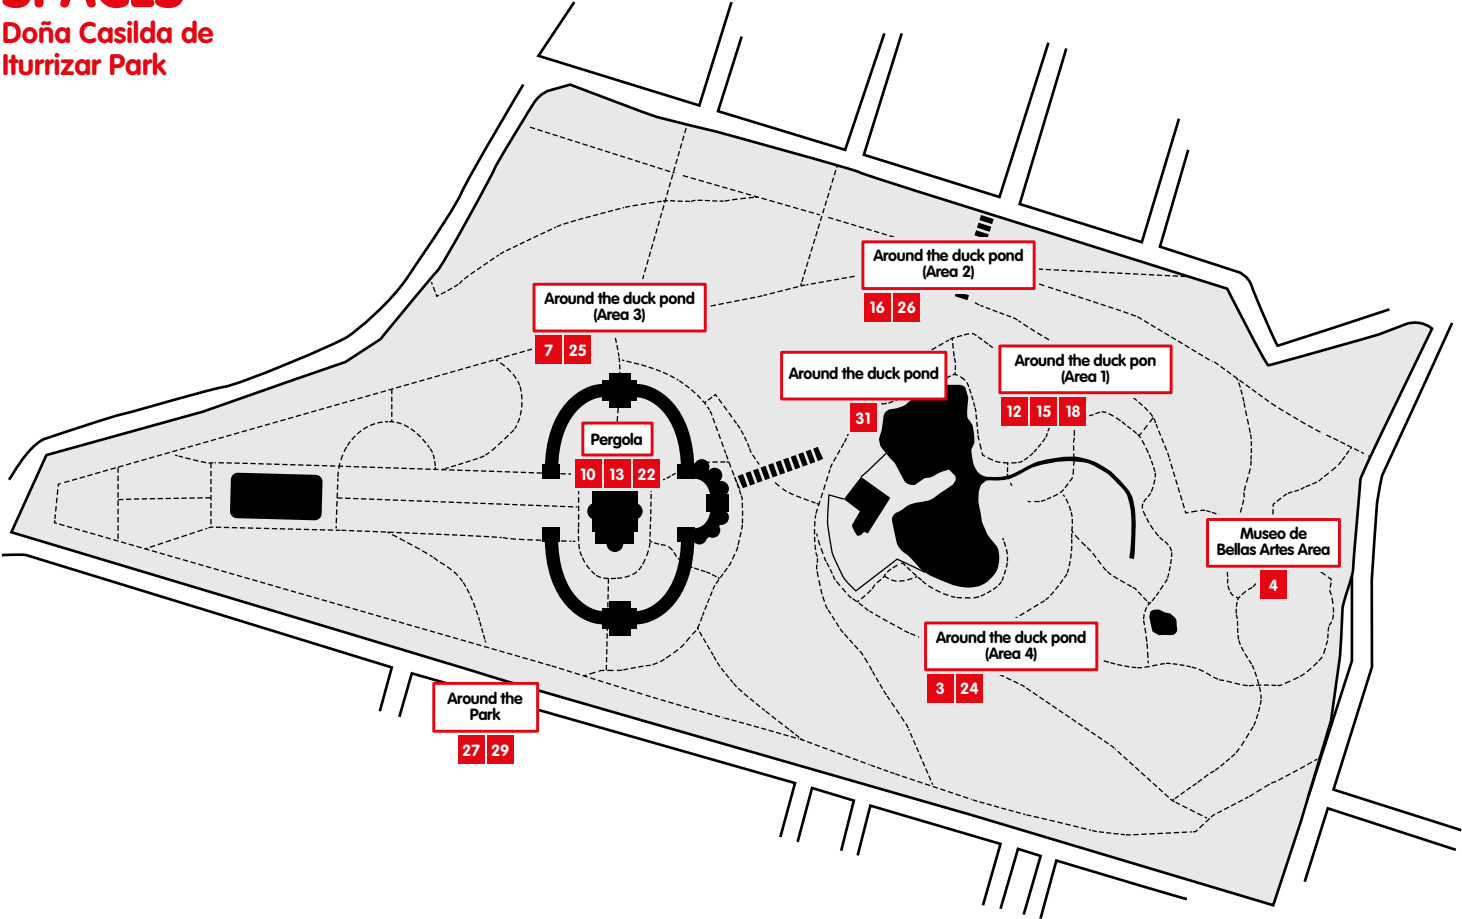 SPACES
Doña Casilda de
Iturrizar Park
Around the duck pond
(Area 2)
16 26
Around the duck pond
(Area 3)
7 25
Around the duck pond
31
Around the duck pon
(Area 1)
12 15 18
Pergola
10 13 22
Museo de
Bellas Artes Area
4
Around the duck pond
(Area 4)
3 24
Around the
Park
27 29